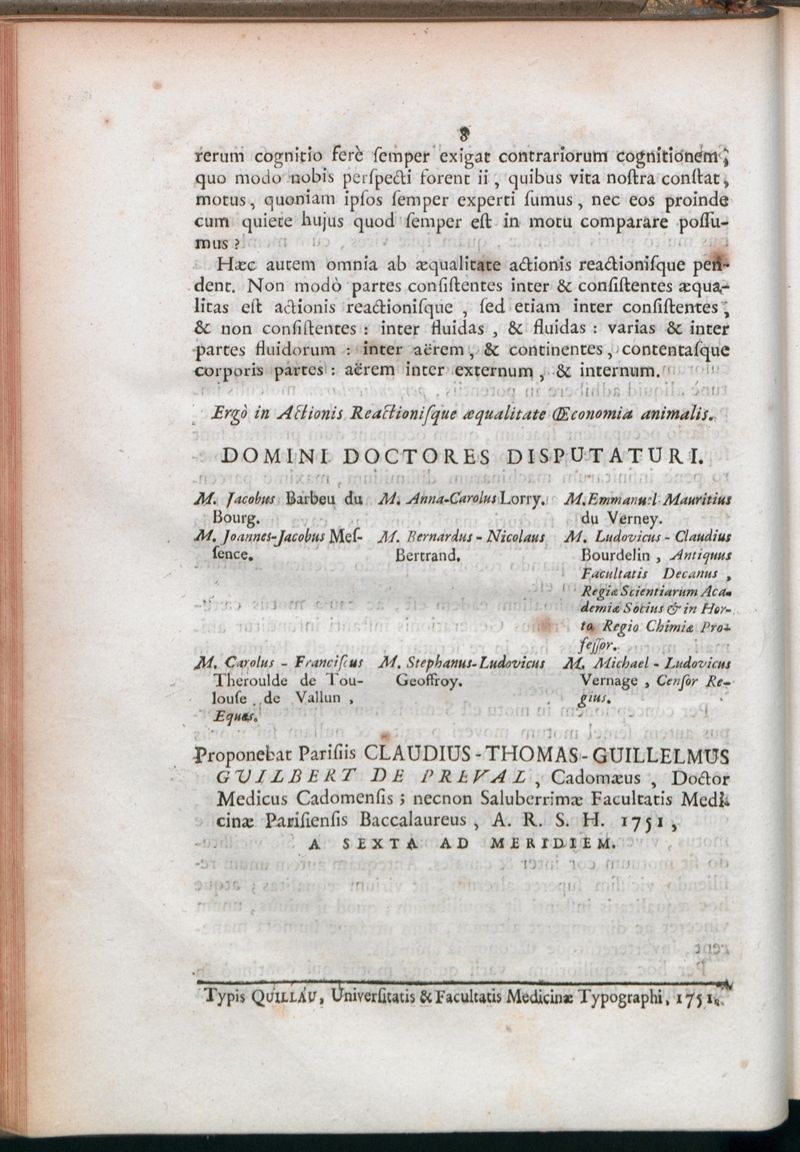 8
rerum cognitio ferè ſemper exigat contrariorum cognitionem;
quo modo nobis perſpecti forent ii, quibus vita noſtra conſtat,
motus, quoniam ipſos ſemper experti ſumus, nec eos proinde
cum quiete hujus quod ſemper eſt in motu comparare poſſu-
mus?
Hæc autem omnia ab æqualitate actionis reactioniſque pen-
dent. Non modò partes conſiſtentes inter & conſiſtentes æqua-
litas eſt actionis reactioniſque, ſed etiam inter conſiſtentes,
& non conſiſtentes : inter fluidas, & fluidas : varias & inter
partes fluidorum : inter aërem, & continentes, contentaſque
corporis partes : aërem inter externum, & internum.
Ergò in Actionis Reactioniſque æqualitate Œconomia animalis.
DOMINI DOCTORES DISPUTATURI.
M. Jacobus Barbeu du
Bourg.
M. Anna-Carolus Lorry.
M. Emmanuel Mauritius
du Verney.
M. Joannes-Jacobus Meſ-
ſence.
M. Bernardus-Nicolaus
Bertrand.
M. Ludovicus-Claudius
Bourdelin, Antiquus
Facultatis Decanus,
Regiæ Scientiarum Aca-
demiæ Socius & in Hor-
to Regio Chimiæ Pro-
feſſor.
M. Carolus-Franciſcus
Theroulde de Tou-
louſe de Vallun,
Eques.
M. Stephanus-Ludovicus
Geoffroy.
M. Michael-Ludovicus
Vernage, Cenſor Re-
gius.
Proponebat Pariſiis CLAUDIUS-THOMAS-GUILLELMUS
GUILBERT DE PREVAL, Cadomæus, Doctor
Medicus Cadomenſis; necnon Saluberrimæ Facultatis Medi-
cinæ Pariſienſis Baccalaureus, A. R. S. H. 1751,
A SEXTA AD MERIDIEM.
Typis QUILLAU, Univerſitatis & Facultatis Medicinæ Typographi, 1751.